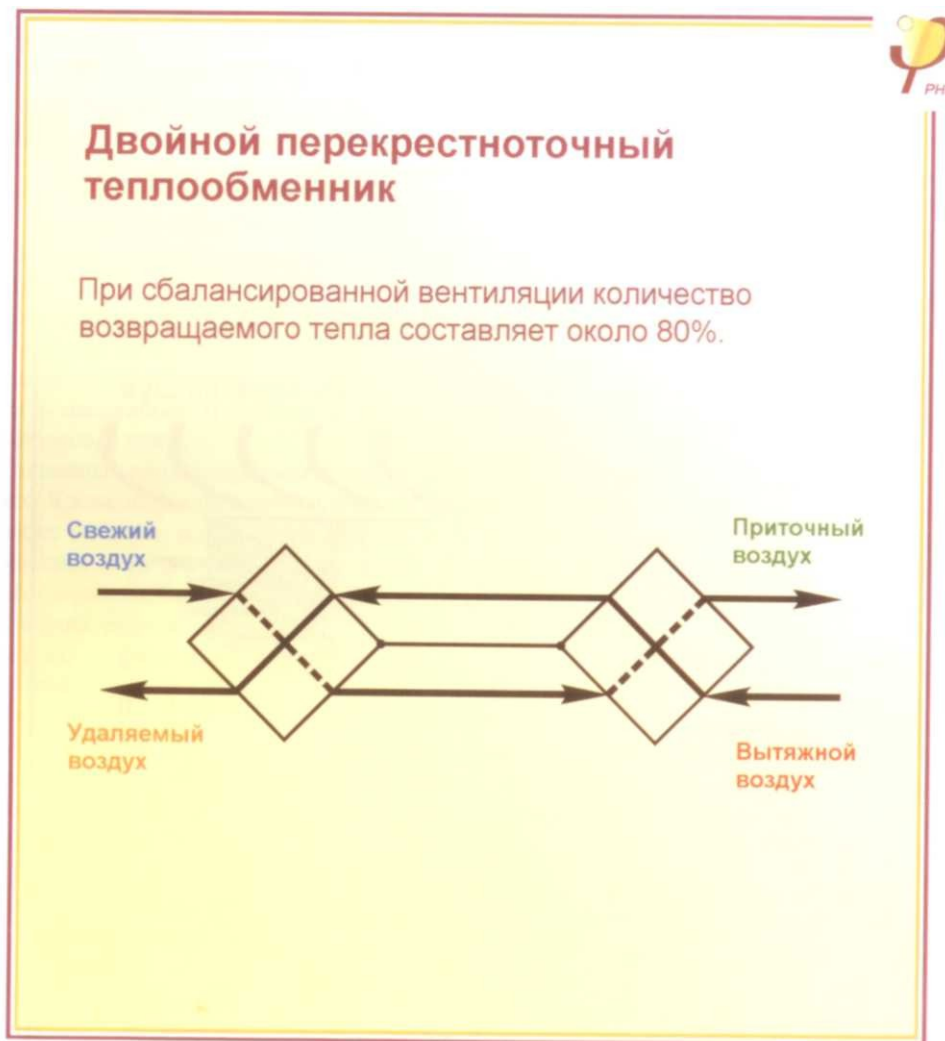 PH
Двойной перекрестноточный
теплообменник
При сбалансированной вентиляции количество
возвращаемого тепла составляет около 80%.
Свежий
воздух
Приточный
воздух
Удаляемый
воздух
Вытяжной
воздух